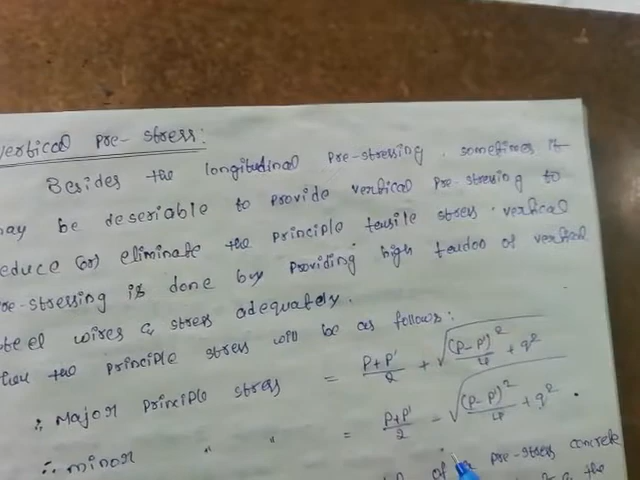 vertical Pre-stress:
Besides the longitudinal Pre-stressing. sometimes it
may be descriable to provide vertical Pre-stressing to
reduce (or) eliminate the principle tensile stress. vertical
Pre-stressing is done by providing high tendon of vertical
steel wires & stress adequately.
then the principle stress will be as follows:
∴ Major Principle stress = P+P'/2 + √((P-P')²/4 + q²)
∴ minor " " = P+P'/2 - √((P-P')²/4 + q²).
of a pre-stress concrete
the